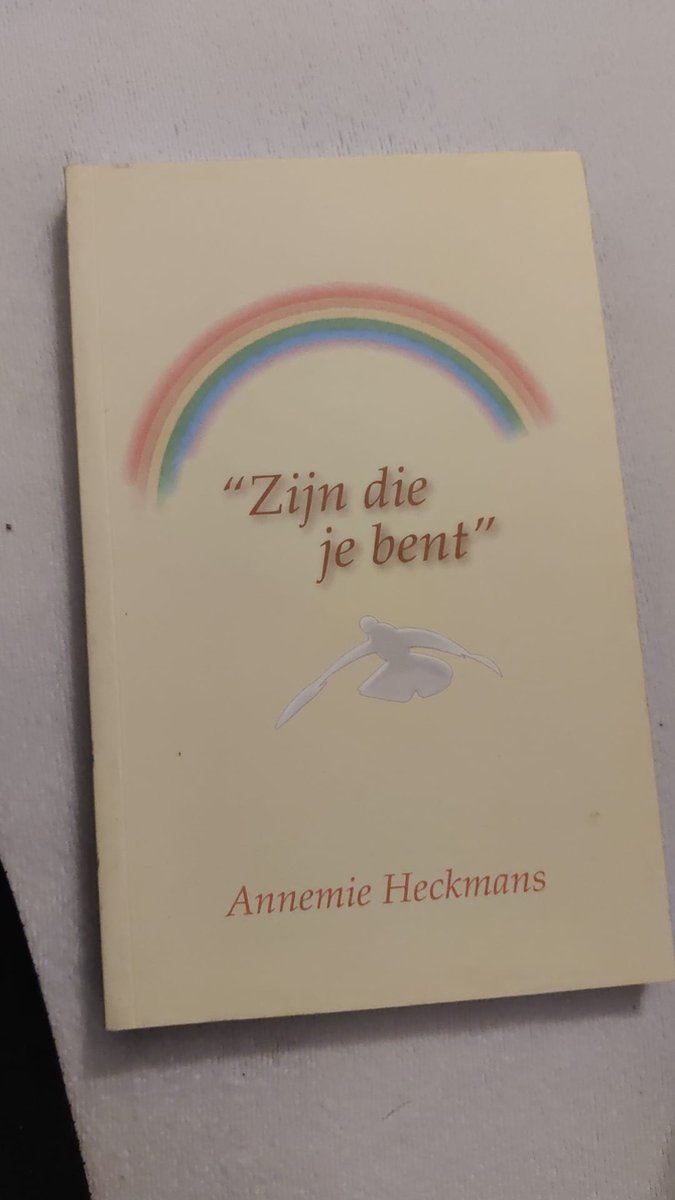 “Zijn die
je bent”
Annemie Heckmans